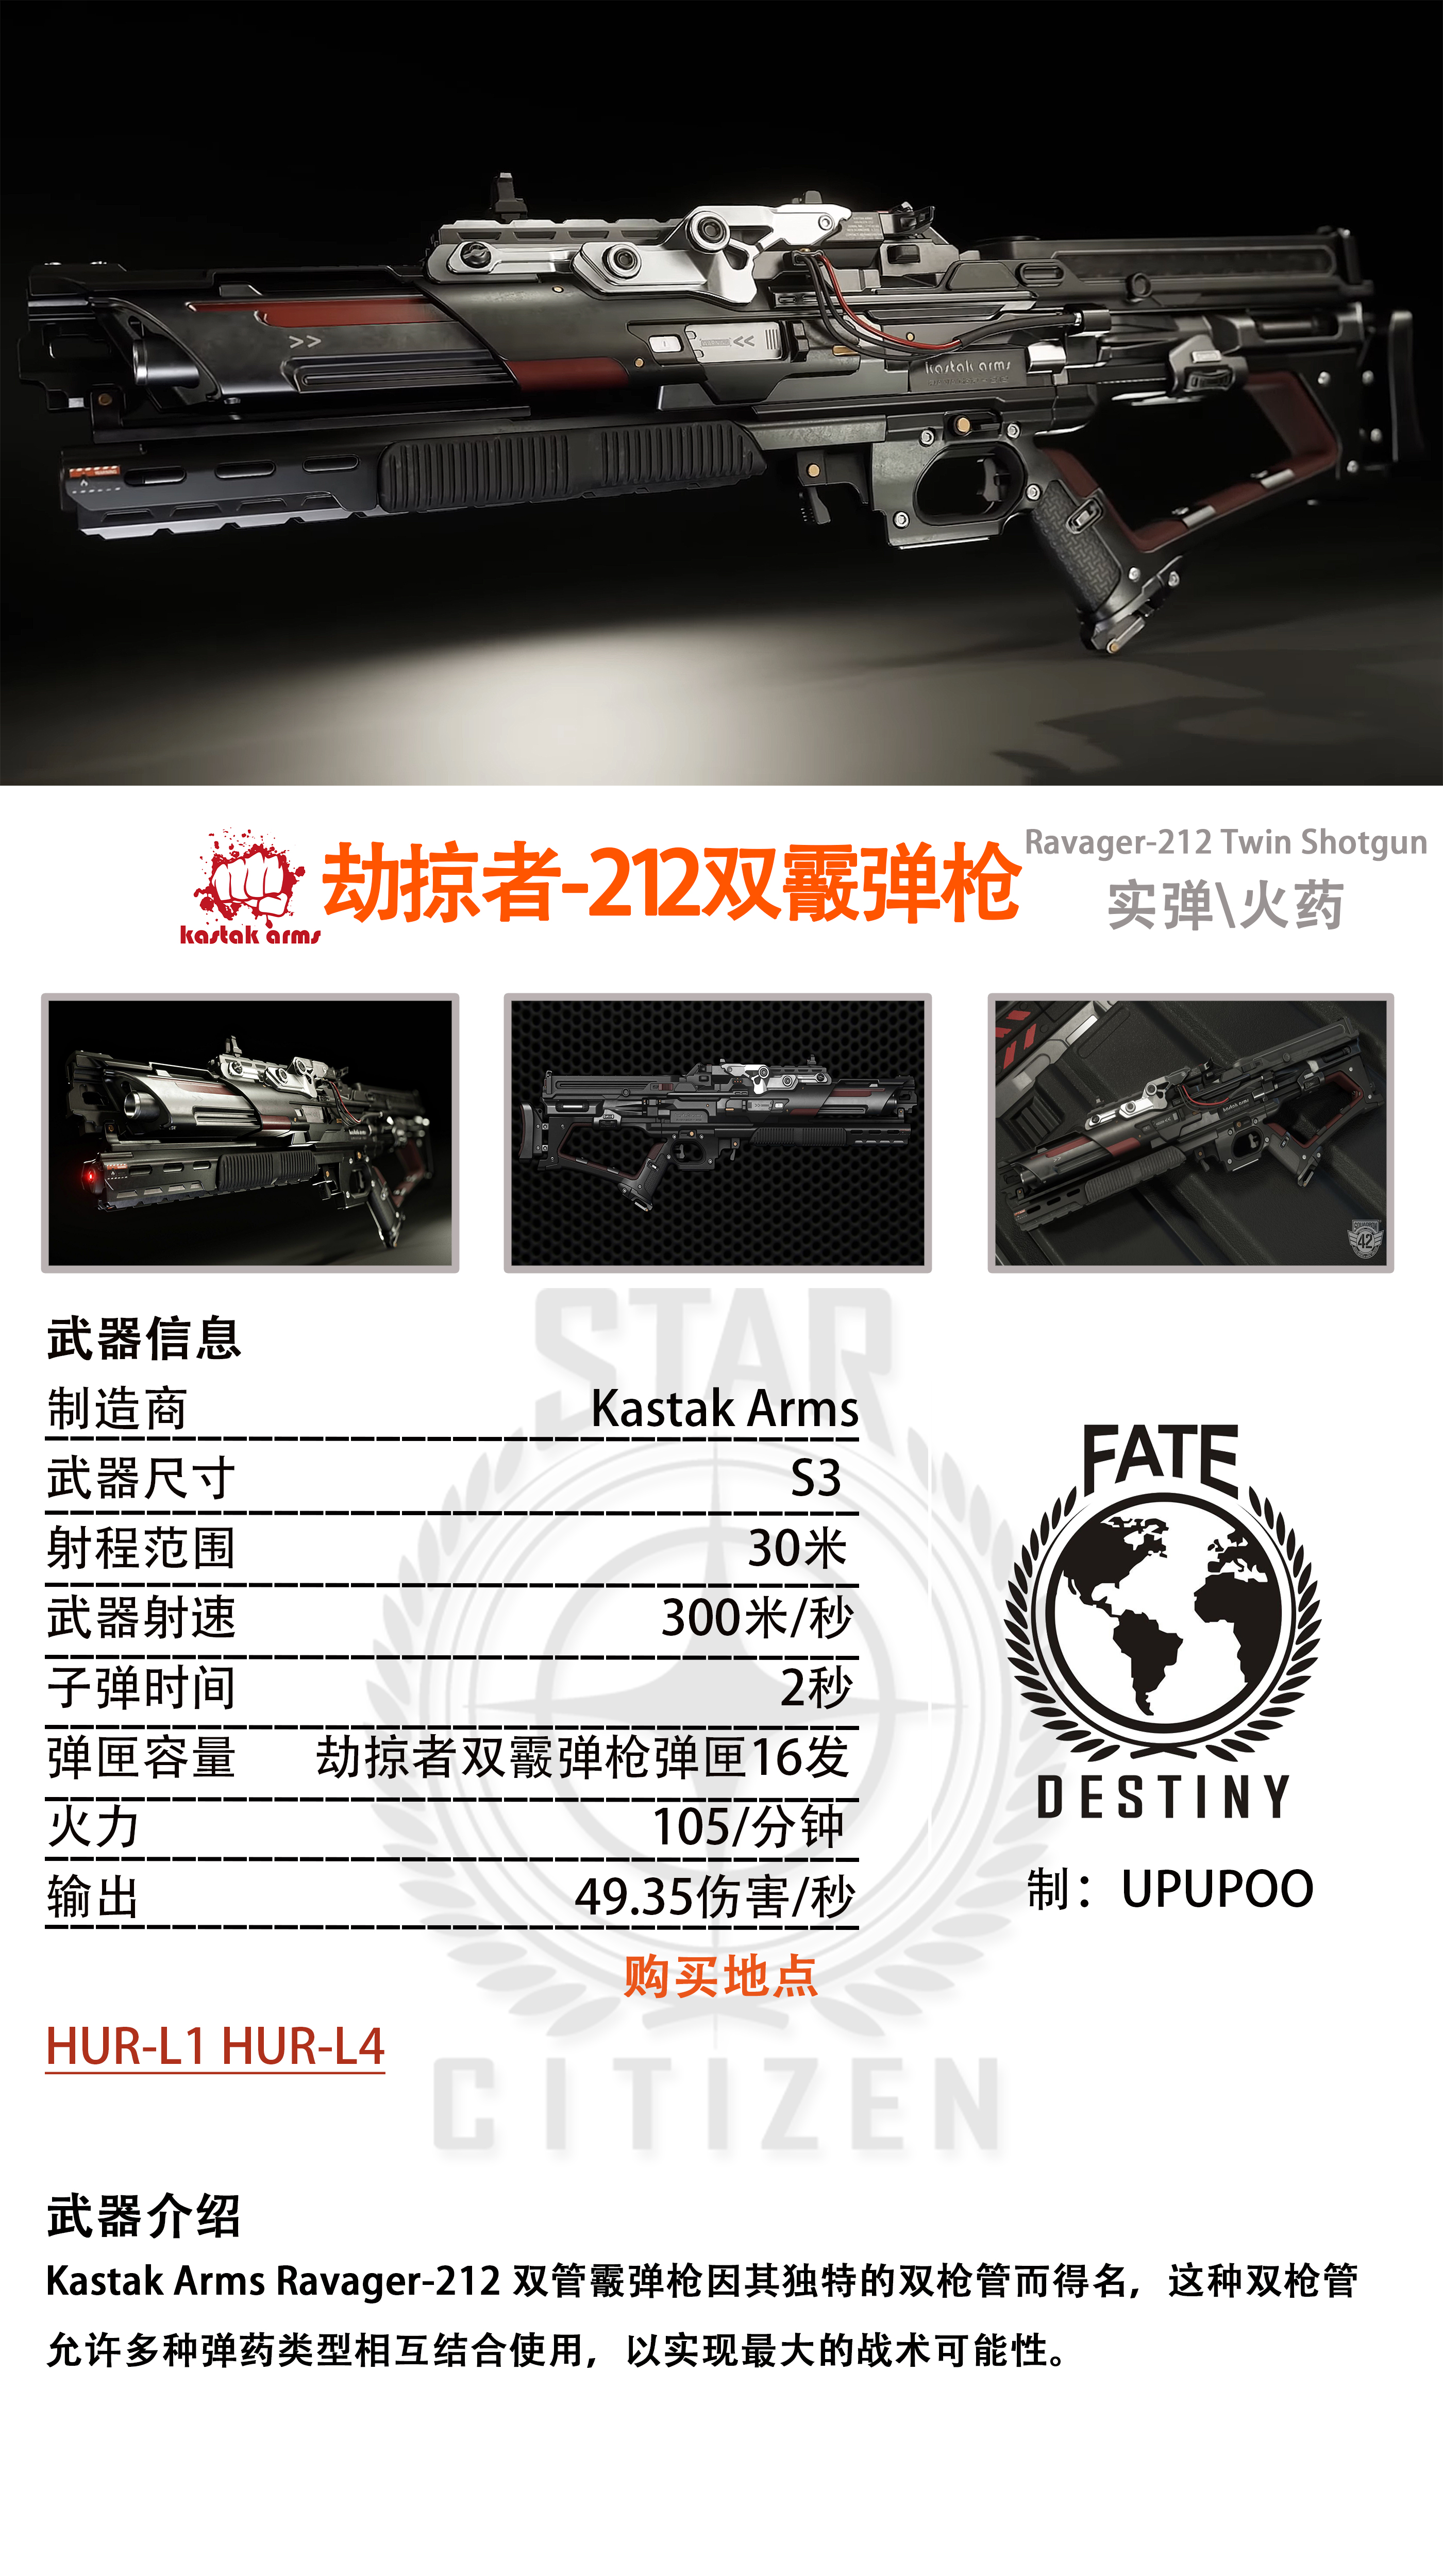 kastak arms
劫掠者-212双霰弹枪
Ravager-212 Twin Shotgun
实弹\火药
kastak arms
42
武器信息
制造商 Kastak Arms
武器尺寸 S3
射程范围 30米
武器射速 300米/秒
子弹时间 2秒
弹匣容量 劫掠者双霰弹枪弹匣16发
火力 105/分钟
输出 49.35伤害/秒
STAR
CITIZEN
FATE
DESTINY
制：UPUPOO
购买地点
HUR-L1 HUR-L4
武器介绍
Kastak Arms Ravager-212 双管霰弹枪因其独特的双枪管而得名，这种双枪管
允许多种弹药类型相互结合使用，以实现最大的战术可能性。